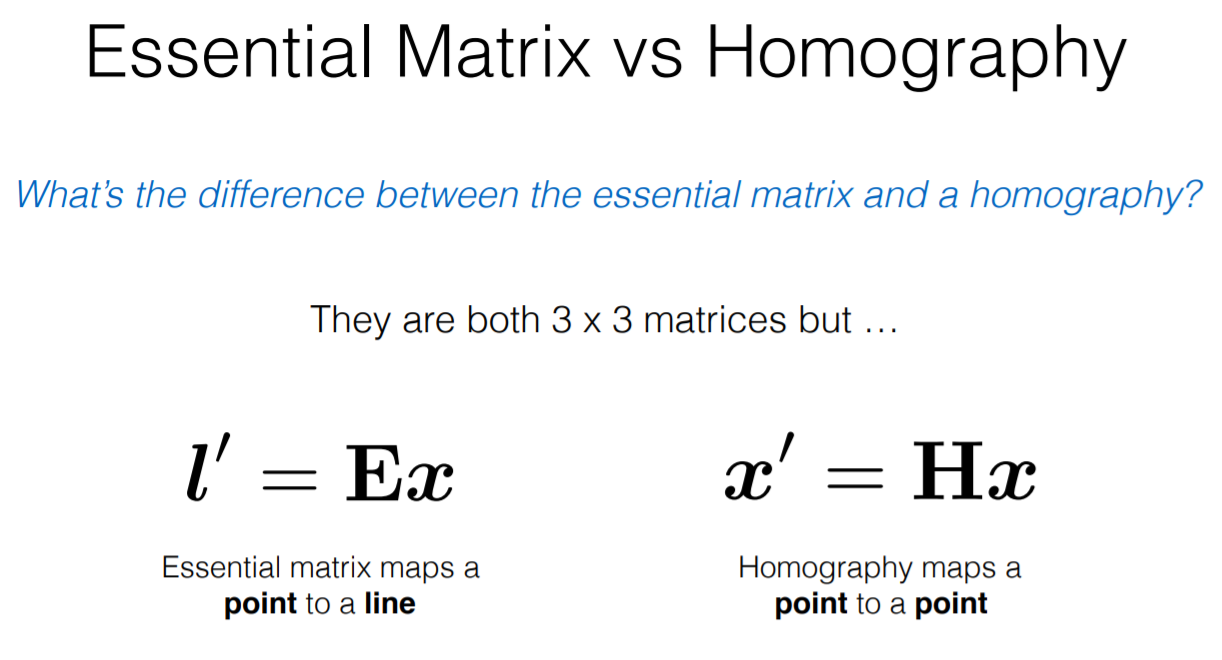 Essential Matrix vs Homography
What's the difference between the essential matrix and a homography?
They are both 3 x 3 matrices but ...
l′ = Ex
x′ = Hx
Essential matrix maps a
point to a line
Homography maps a
point to a point